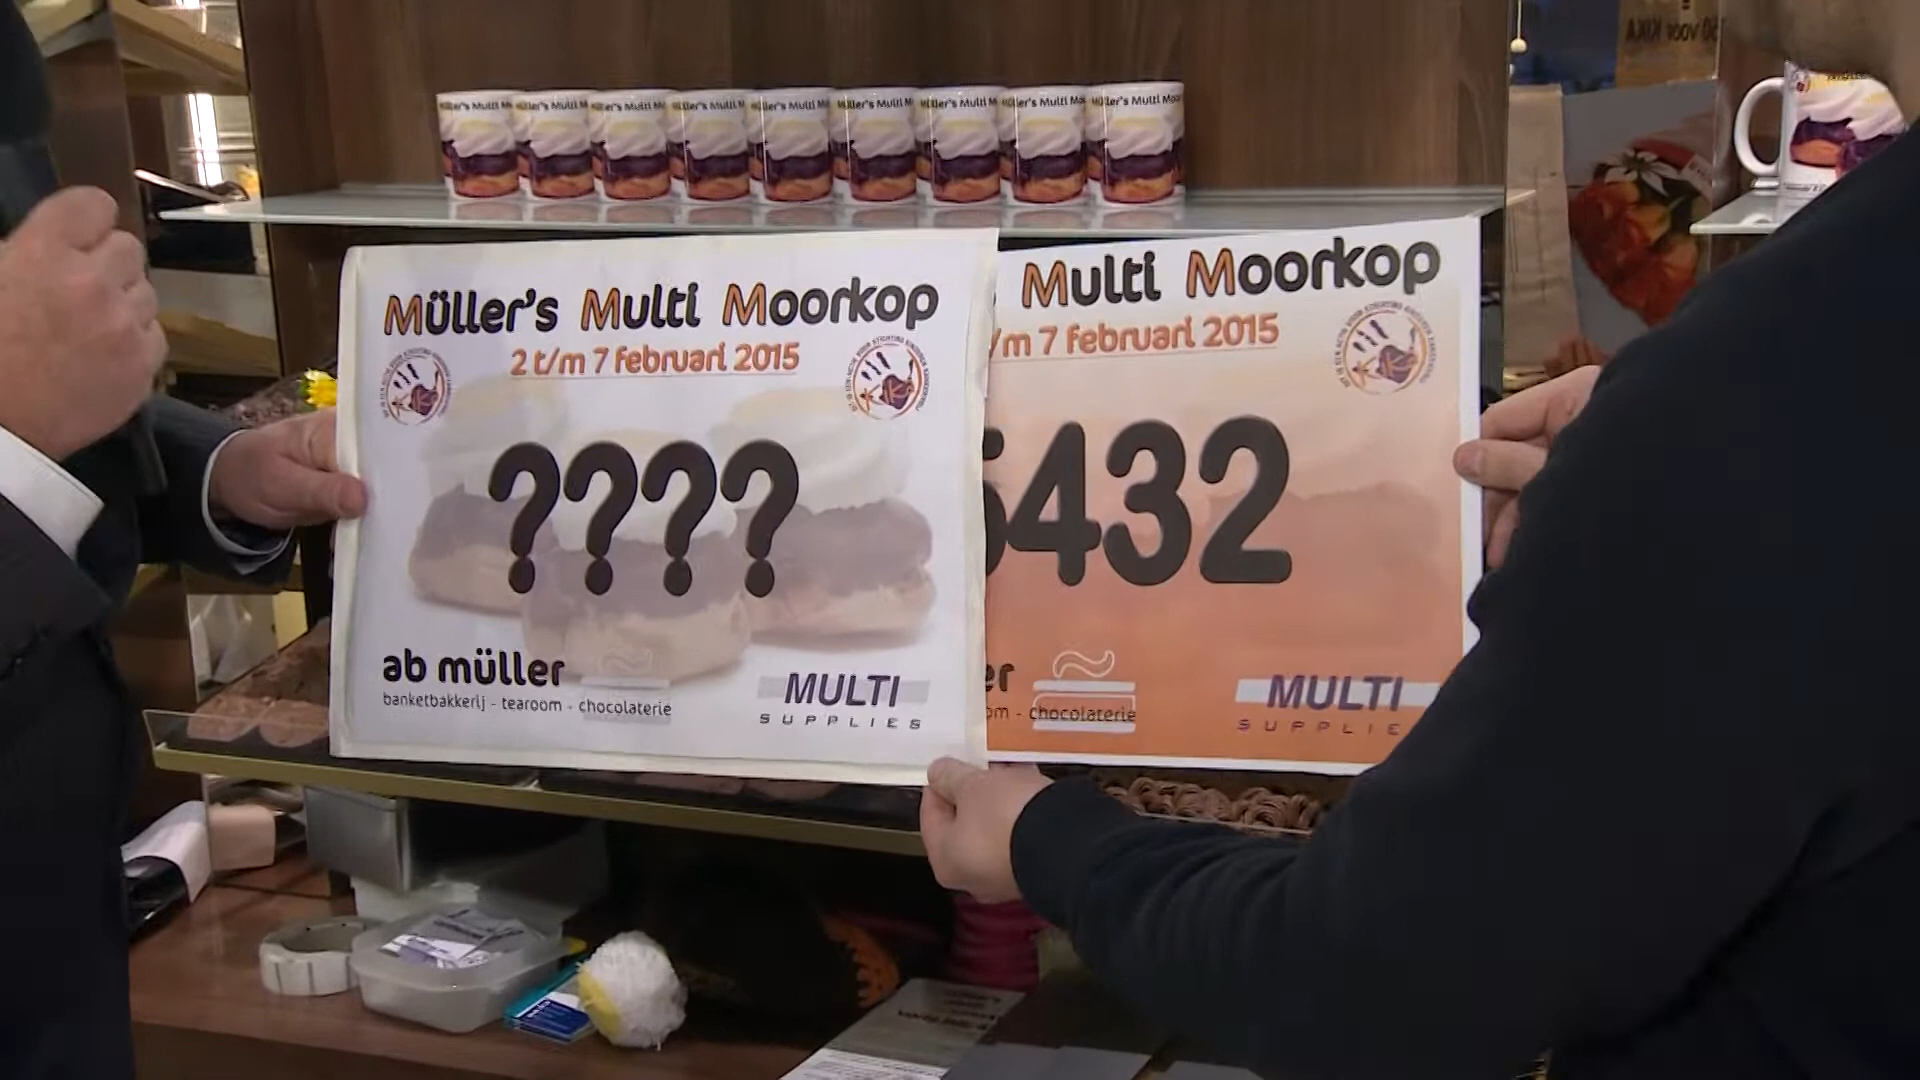 Müller's Multi Moorkop
2 t/m 7 februari 2015
????
ab müller
banketbakkerij - tearoom - chocolaterie
MULTI
SUPPLIES
Multi Moorkop
/m 7 februari 2015
5432
er
om - chocolaterie
MULTI
SUPPLIE